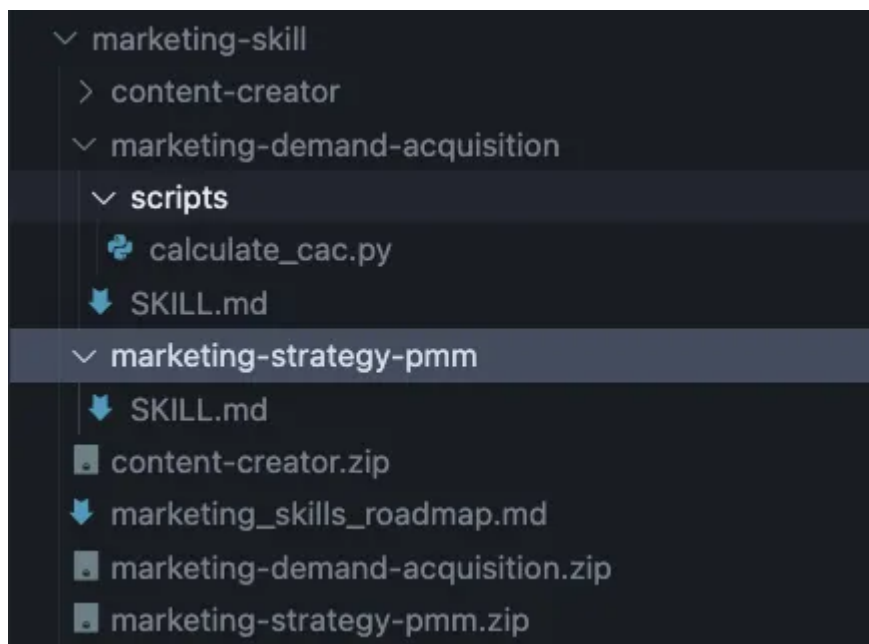 marketing-skill
content-creator
marketing-demand-acquisition
scripts
calculate_cac.py
SKILL.md
marketing-strategy-pmm
SKILL.md
content-creator.zip
marketing_skills_roadmap.md
marketing-demand-acquisition.zip
marketing-strategy-pmm.zip